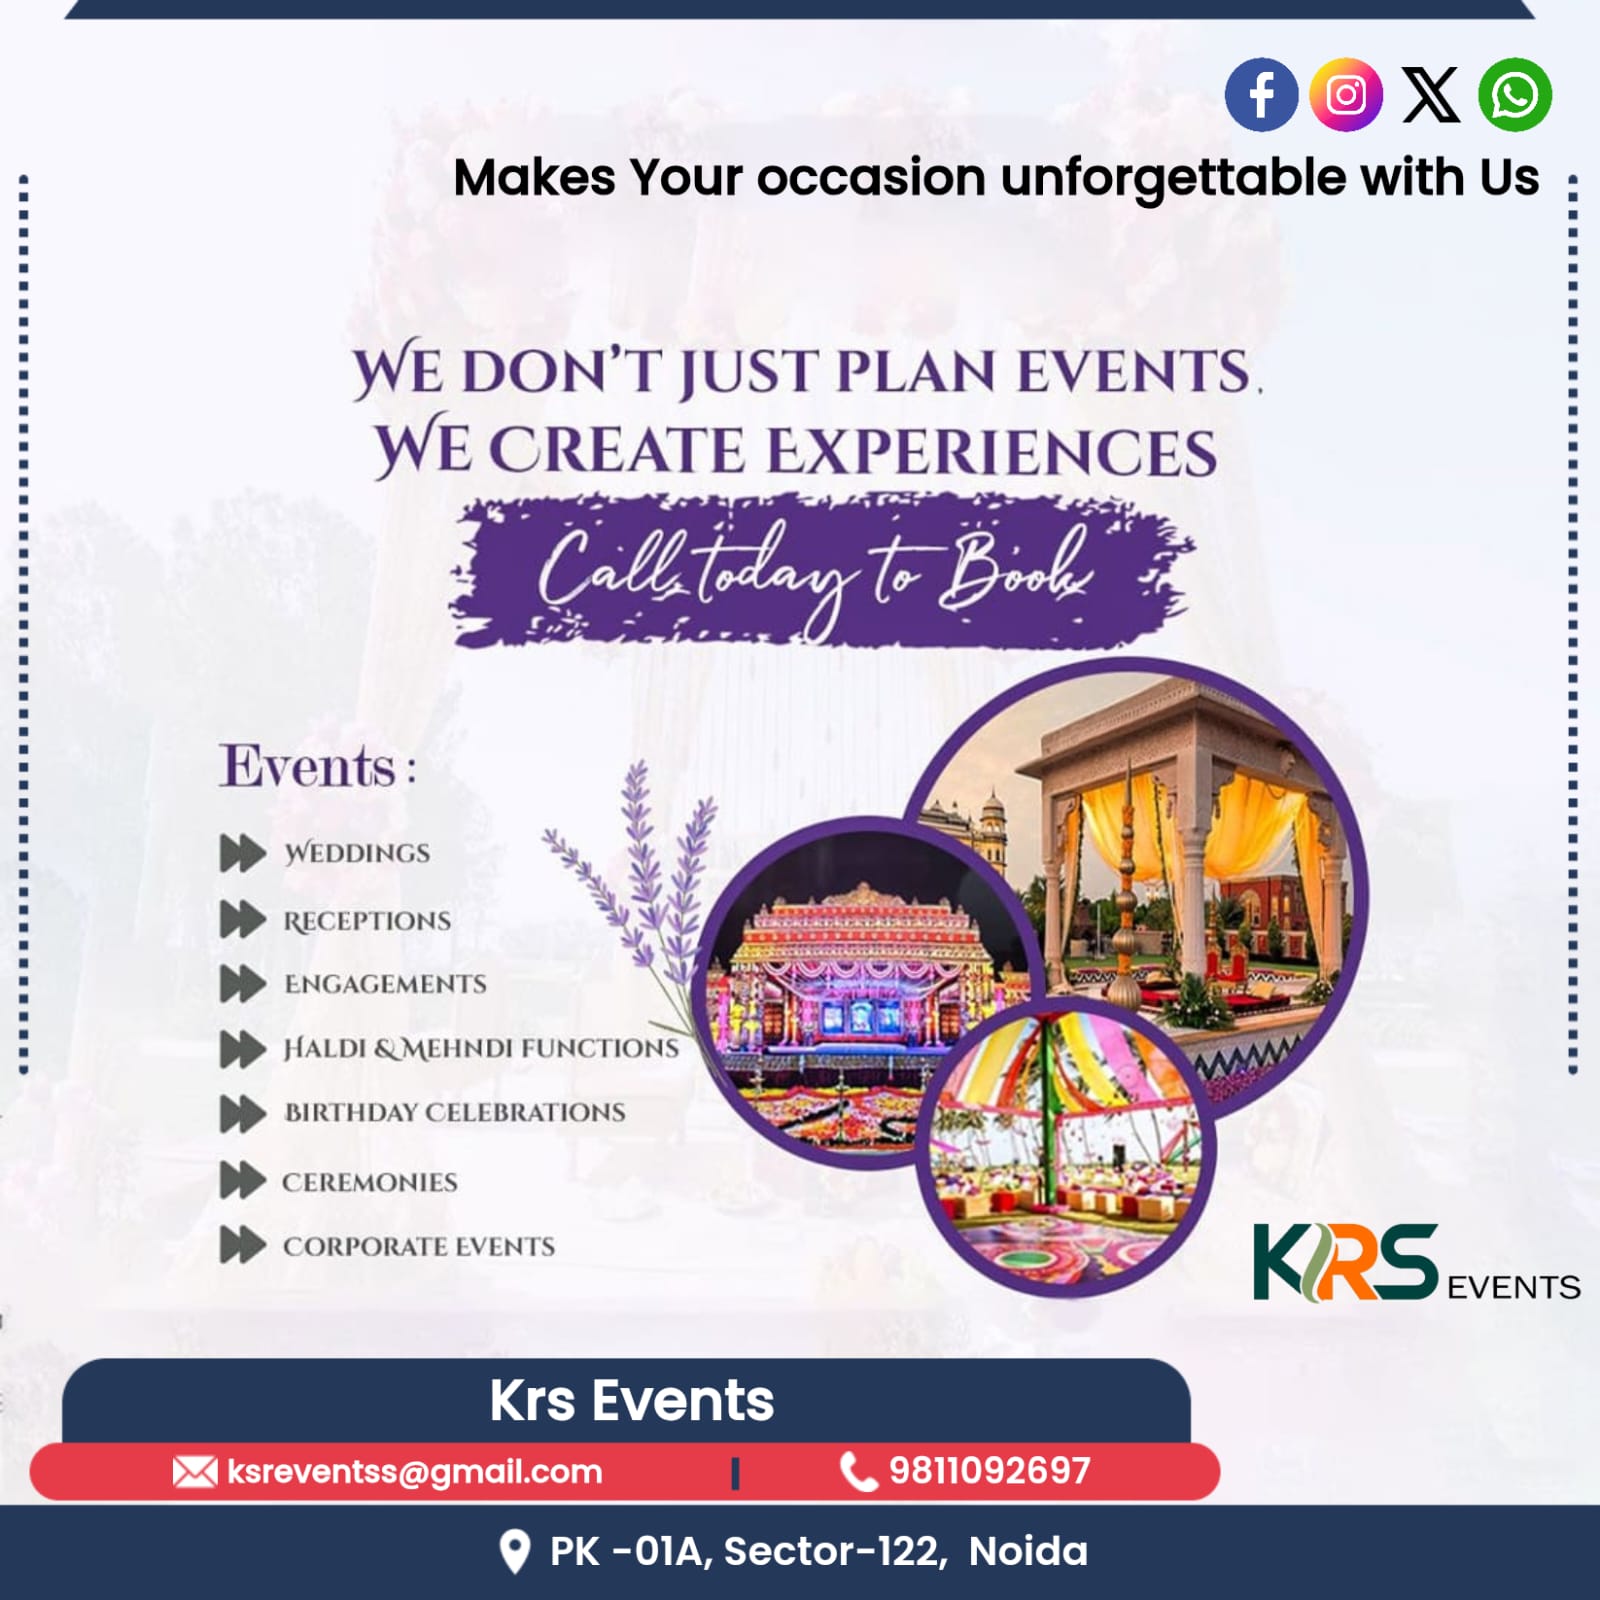 Makes Your occasion unforgettable with Us
WE DON'T JUST PLAN EVENTS.
WE CREATE EXPERIENCES
Call today to Book
Events :
WEDDINGS
RECEPTIONS
ENGAGEMENTS
HALDI & MEHNDI FUNCTIONS
BIRTHDAY CELEBRATIONS
CEREMONIES
CORPORATE EVENTS
KRS EVENTS
Krs Events
ksreventss@gmail.com | 9811092697
PK -01A, Sector-122, Noida